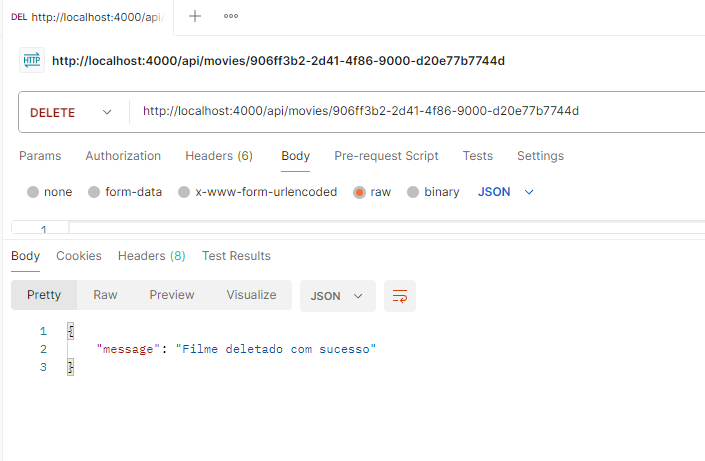 DEL http://localhost:4000/api/
http://localhost:4000/api/movies/906ff3b2-2d41-4f86-9000-d20e77b7744d
DELETE http://localhost:4000/api/movies/906ff3b2-2d41-4f86-9000-d20e77b7744d
Params Authorization Headers (6) Body Pre-request Script Tests Settings
none form-data x-www-form-urlencoded raw binary JSON
1
Body Cookies Headers (8) Test Results
Pretty Raw Preview Visualize JSON
1 {
2 "message": "Filme deletado com sucesso"
3 }